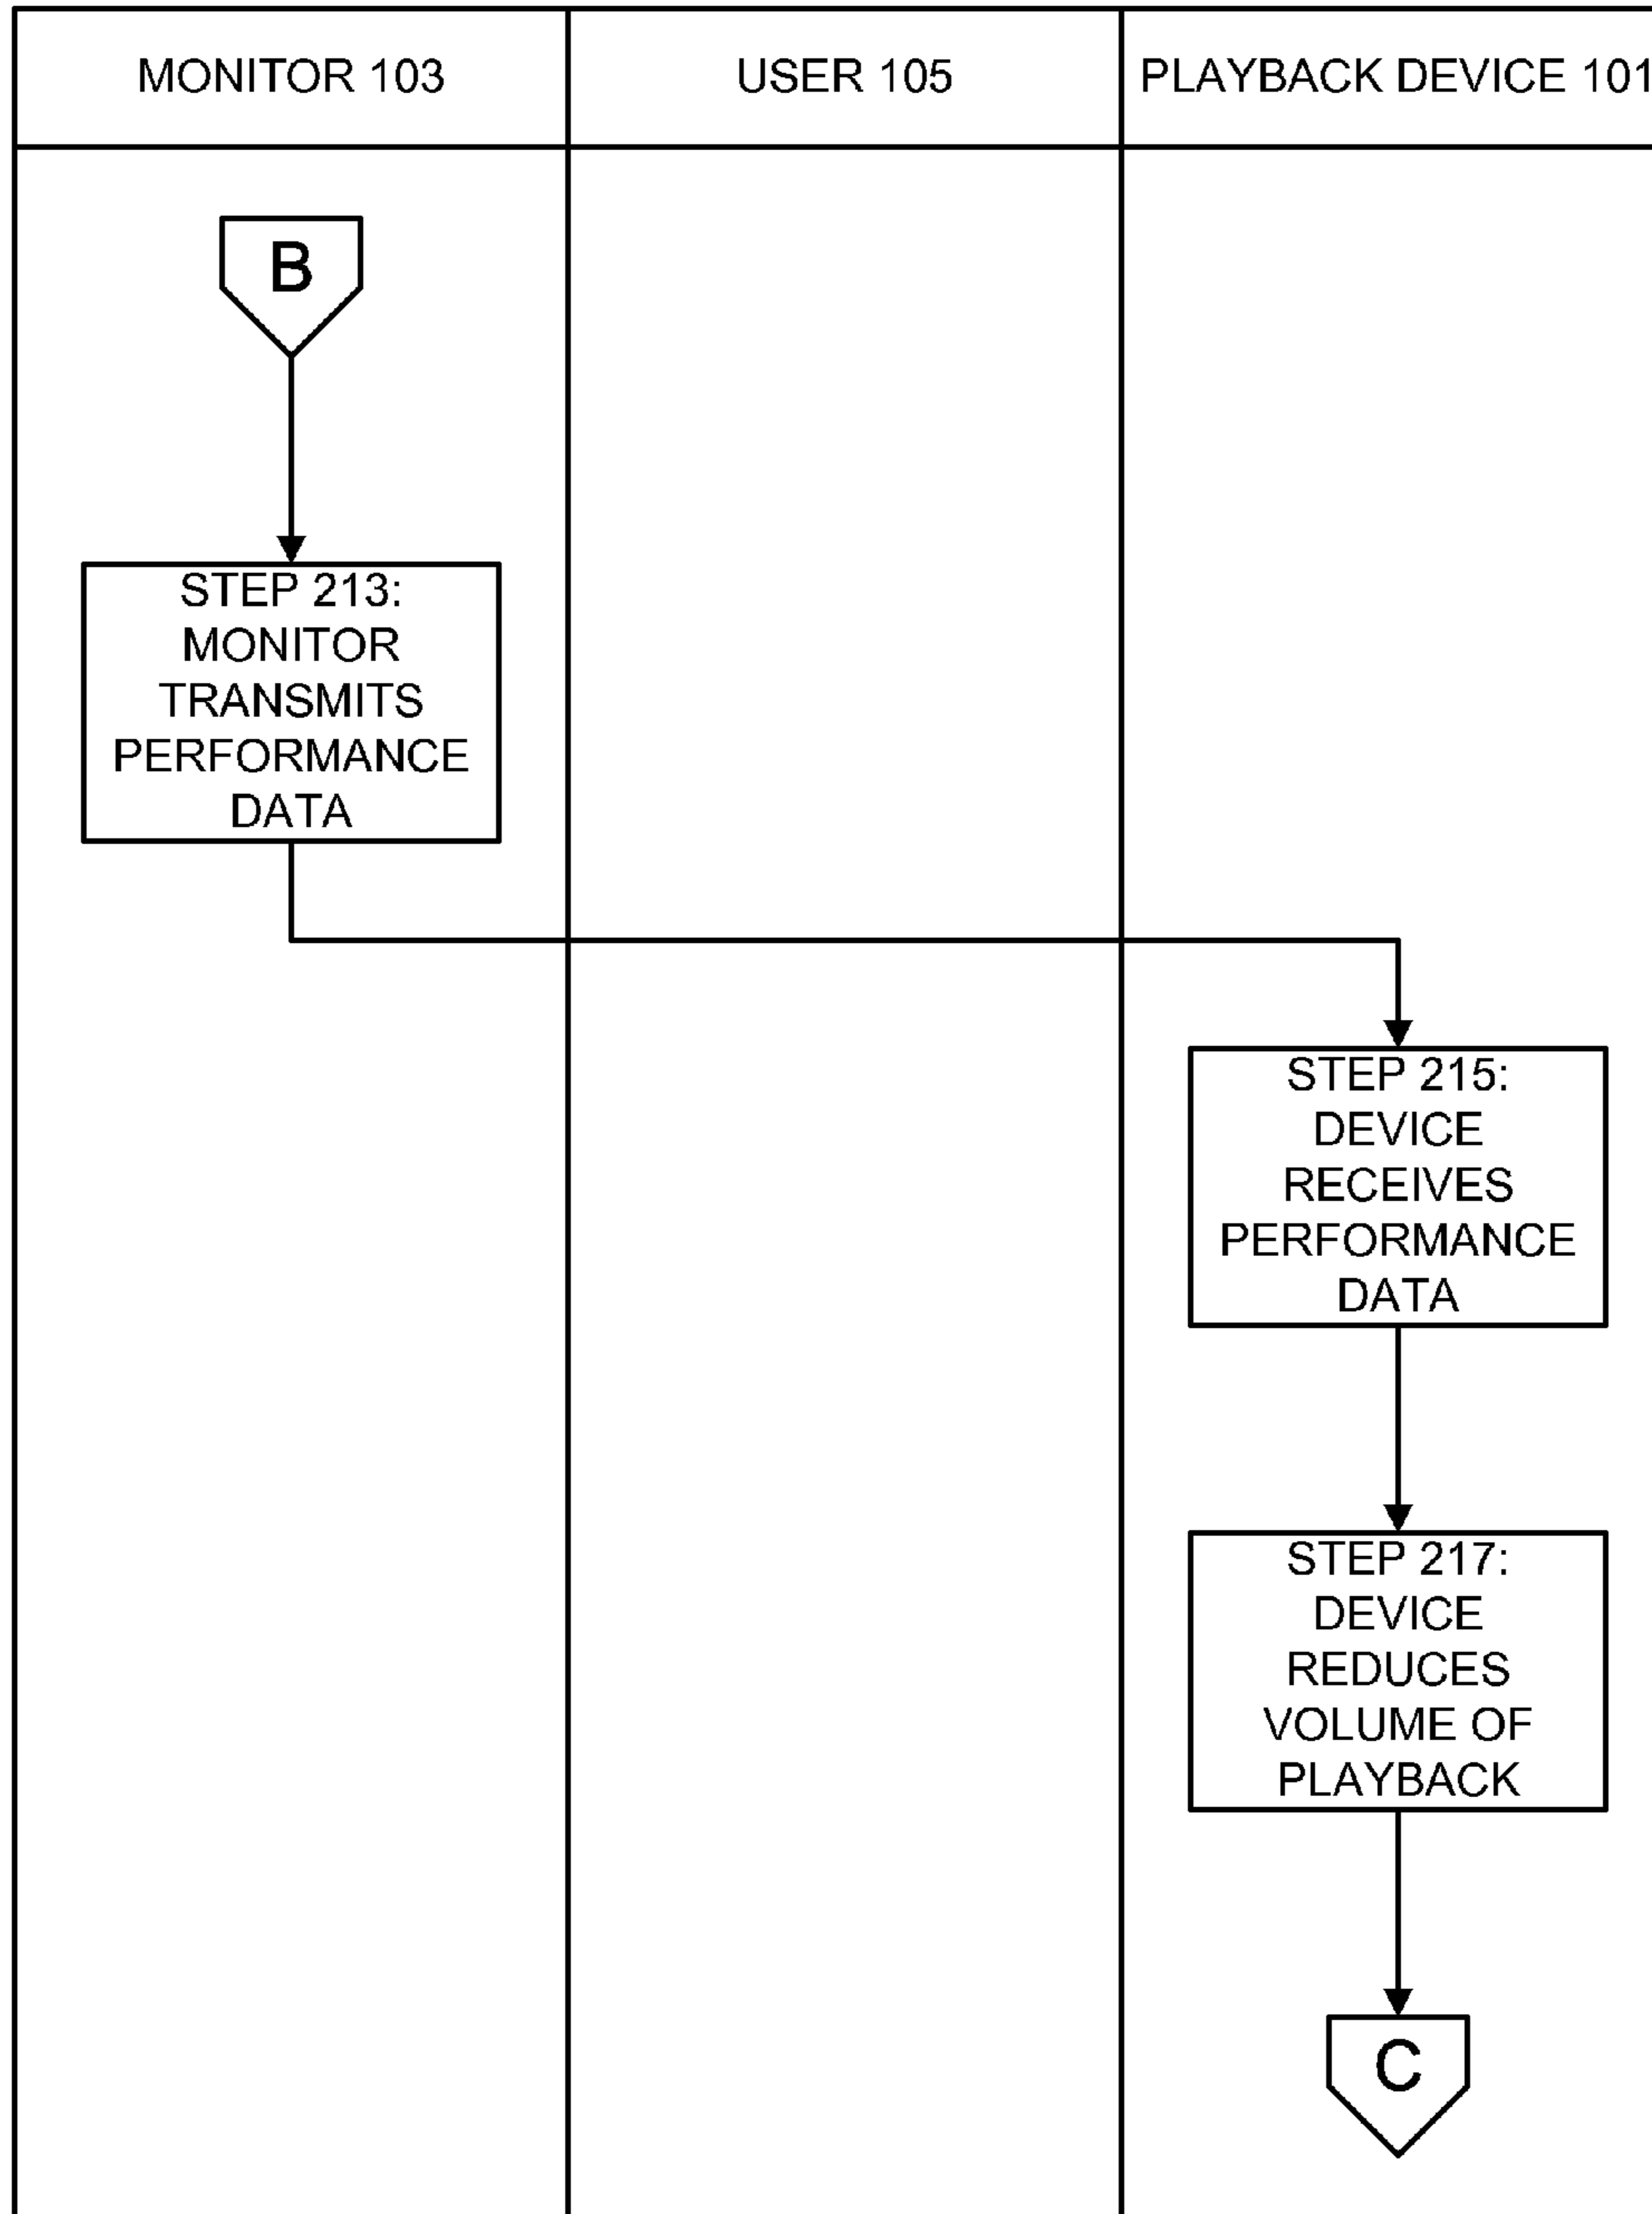 MONITOR 103
USER 105
PLAYBACK DEVICE 101
B
STEP 213:
MONITOR
TRANSMITS
PERFORMANCE
DATA
STEP 215:
DEVICE
RECEIVES
PERFORMANCE
DATA
STEP 217:
DEVICE
REDUCES
VOLUME OF
PLAYBACK
C